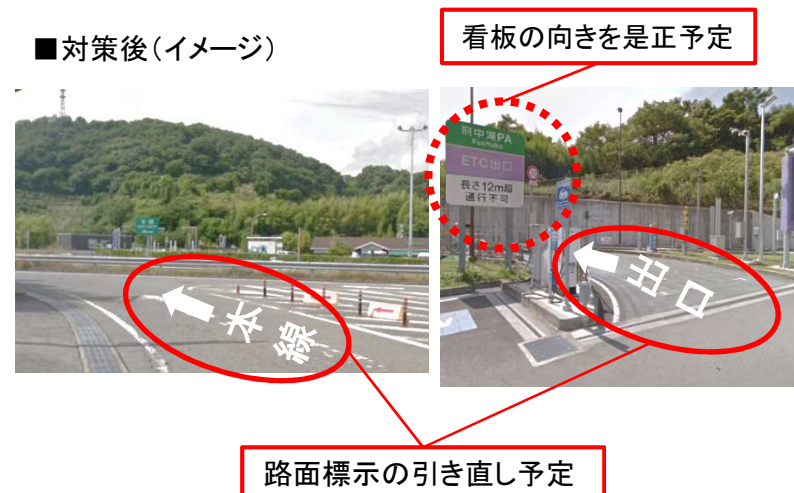 ■対策後（イメージ）
看板の向きを是正予定
府中湖PA
Fuchuko
ETC出口
長さ12m超
通行不可
本線
出口
路面標示の引き直し予定